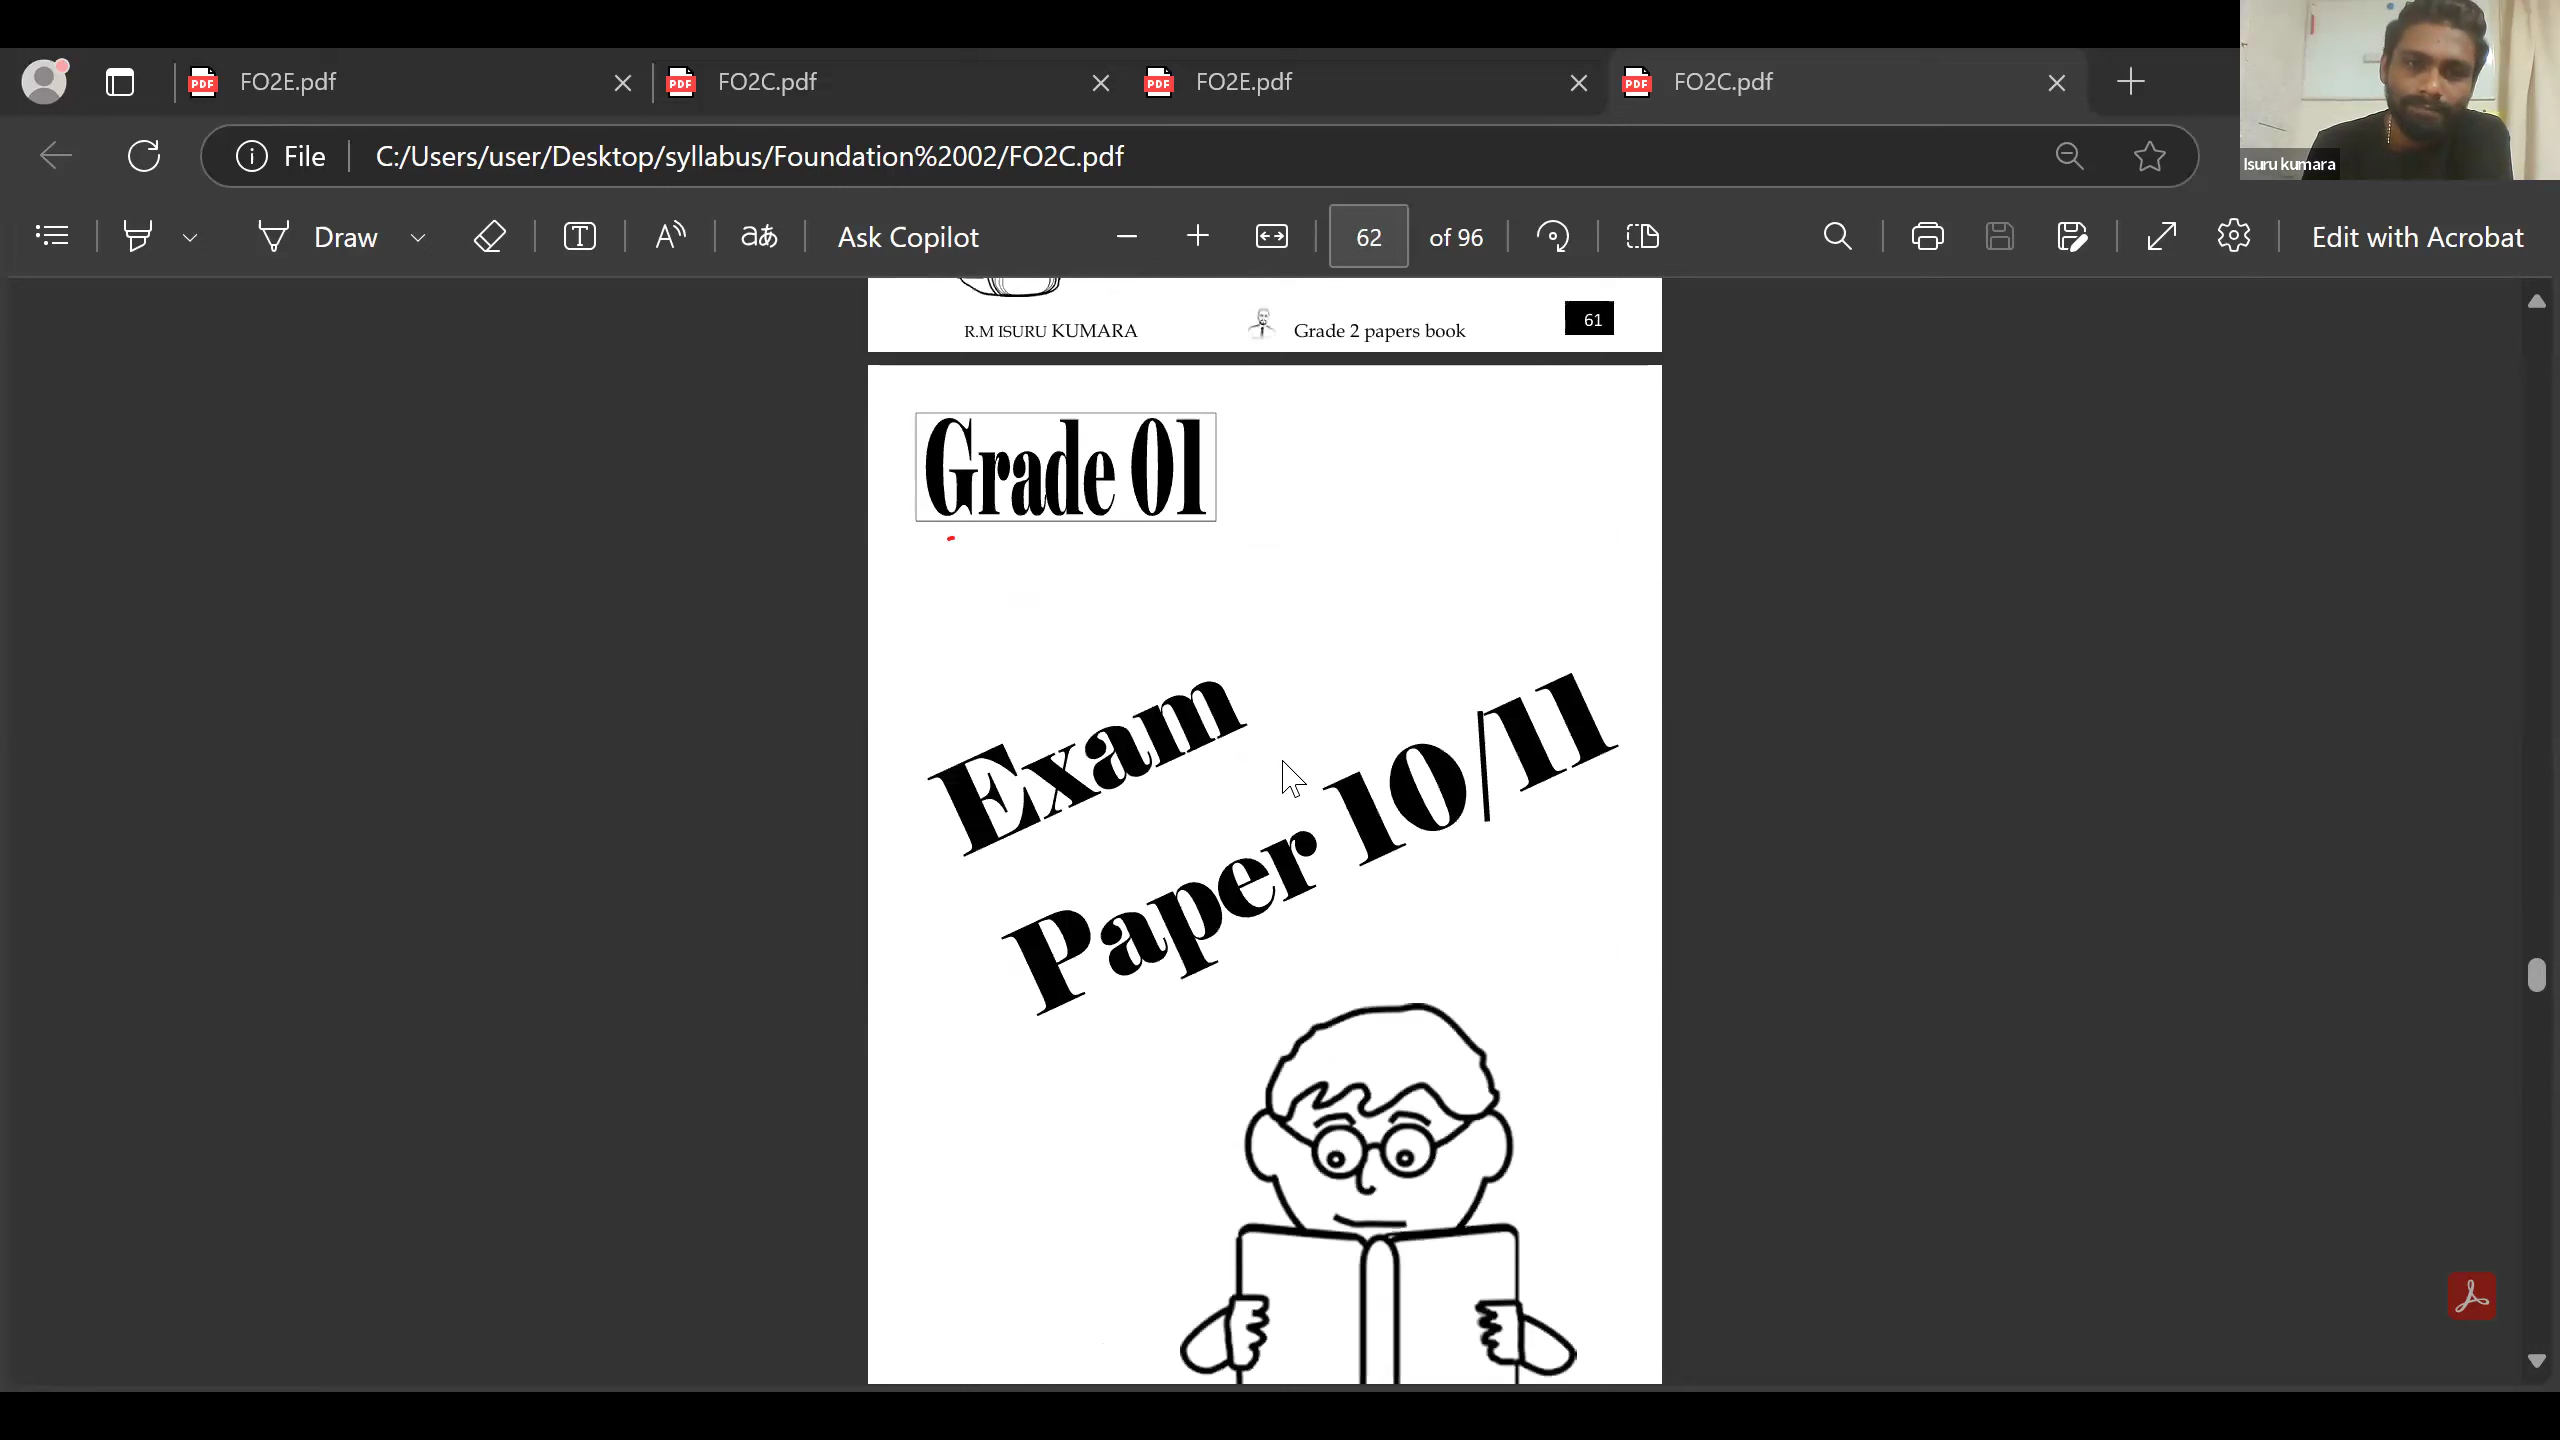 FO2E.pdf
FO2C.pdf
FO2E.pdf
FO2C.pdf
File
C:/Users/user/Desktop/syllabus/Foundation%2002/FO2C.pdf
Isuru kumara
Draw
Ask Copilot
62 of 96
Edit with Acrobat
R.M ISURU KUMARA
Grade 2 papers book
61
Grade 01
Exam
Paper 10/11